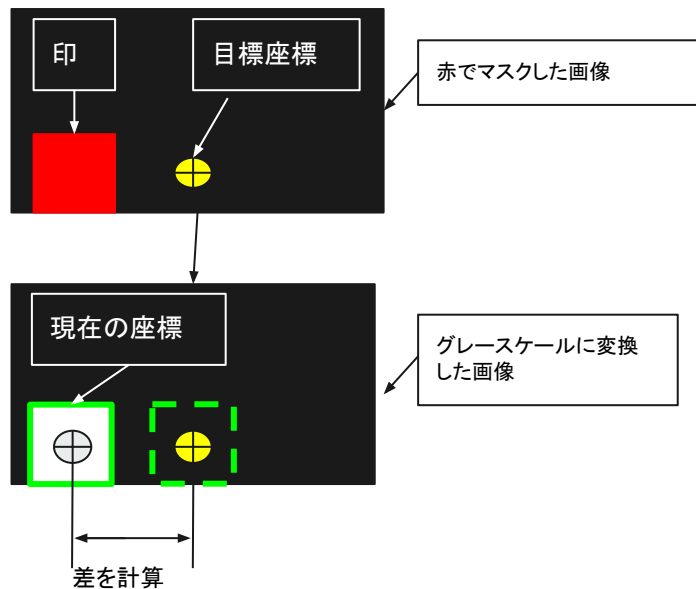 印
目標座標
赤でマスクした画像
現在の座標
グレースケールに変換
した画像
差を計算